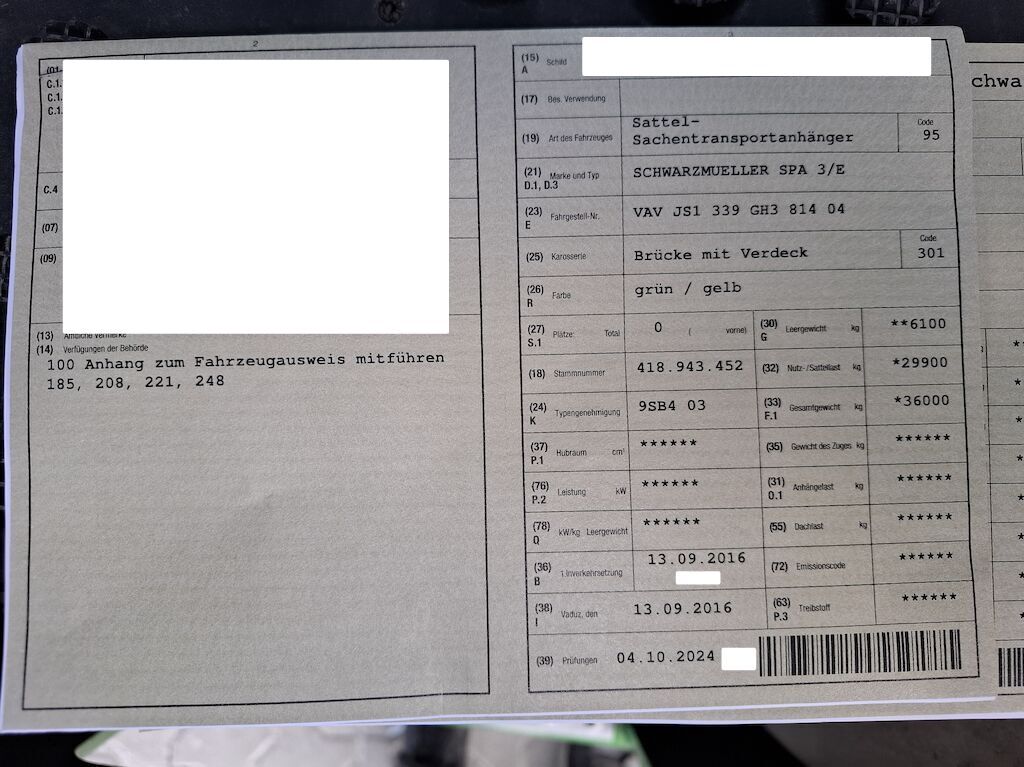 2
(01
C.1.
C.1.
C.1.
C.4
(07)
(09)
(13) Amtliche Vermerke
(14) Verfügungen der Behörde
100 Anhang zum Fahrzeugausweis mitführen
185, 208, 221, 248
3
(15) A Schild
(17) Bes. Verwendung
(19) Art des Fahrzeuges Sattel-
Sachentransportanhänger Code 95
(21) D.1, D.3 Marke und Typ SCHWARZMUELLER SPA 3/E
(23) E Fahrgestell-Nr. VAV JS1 339 GH3 814 04
(25) Karosserie Brücke mit Verdeck Code 301
(26) R Farbe grün / gelb
(27) S.1 Plätze: Total 0 ( vorne) (30) G Leergewicht kg **6100
(18) Stammnummer 418.943.452 (32) Nutz-/Sattellast kg *29900
(24) K Typengenehmigung 9SB4 03 (33) F.1 Gesamtgewicht kg *36000
(37) P.1 Hubraum cm³ ****** (35) Gewicht des Zuges kg ******
(76) P.2 Leistung kW ****** (31) O.1 Anhängelast kg ******
(78) Q kW/kg Leergewicht ****** (55) Dachlast kg ******
(36) B 1.Inverkehrsetzung 13.09.2016 (72) Emissionscode ******
(38) I Vaduz, den 13.09.2016 (63) P.3 Treibstoff ******
(39) Prüfungen 04.10.2024
chwa